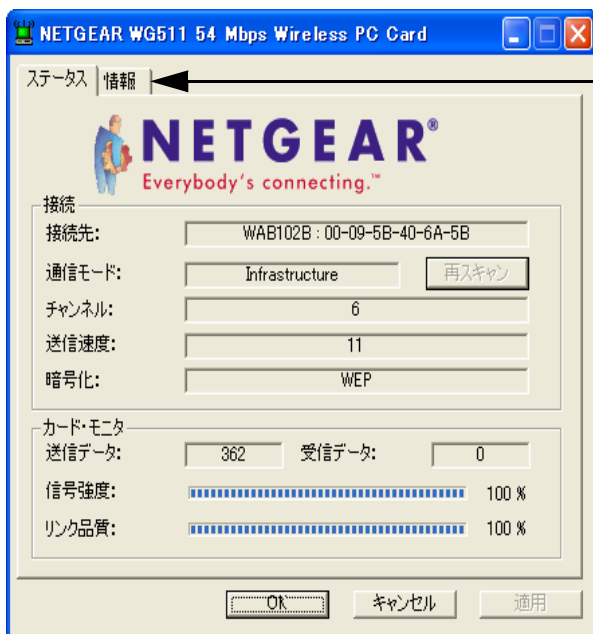 NETGEAR WG511 54 Mbps Wireless PC Card
ステータス 情報
NETGEAR®
Everybody's connecting.™
接続
接続先: WAB102B : 00-09-5B-40-6A-5B
通信モード: Infrastructure 再スキャン
チャンネル: 6
送信速度: 11
暗号化: WEP
カード・モニタ
送信データ: 362 受信データ: 0
信号強度: 100 %
リンク品質: 100 %
OK キャンセル 適用